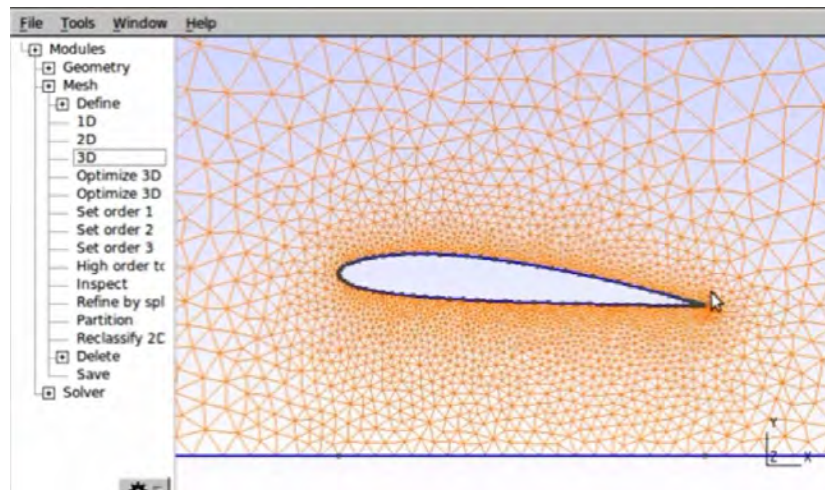 File Tools Window Help
Modules
Geometry
Mesh
Define
1D
2D
3D
Optimize 3D
Optimize 3D
Set order 1
Set order 2
Set order 3
High order tc
Inspect
Refine by spl
Partition
Reclassify 2D
Delete
Save
Solver
Y
Z X